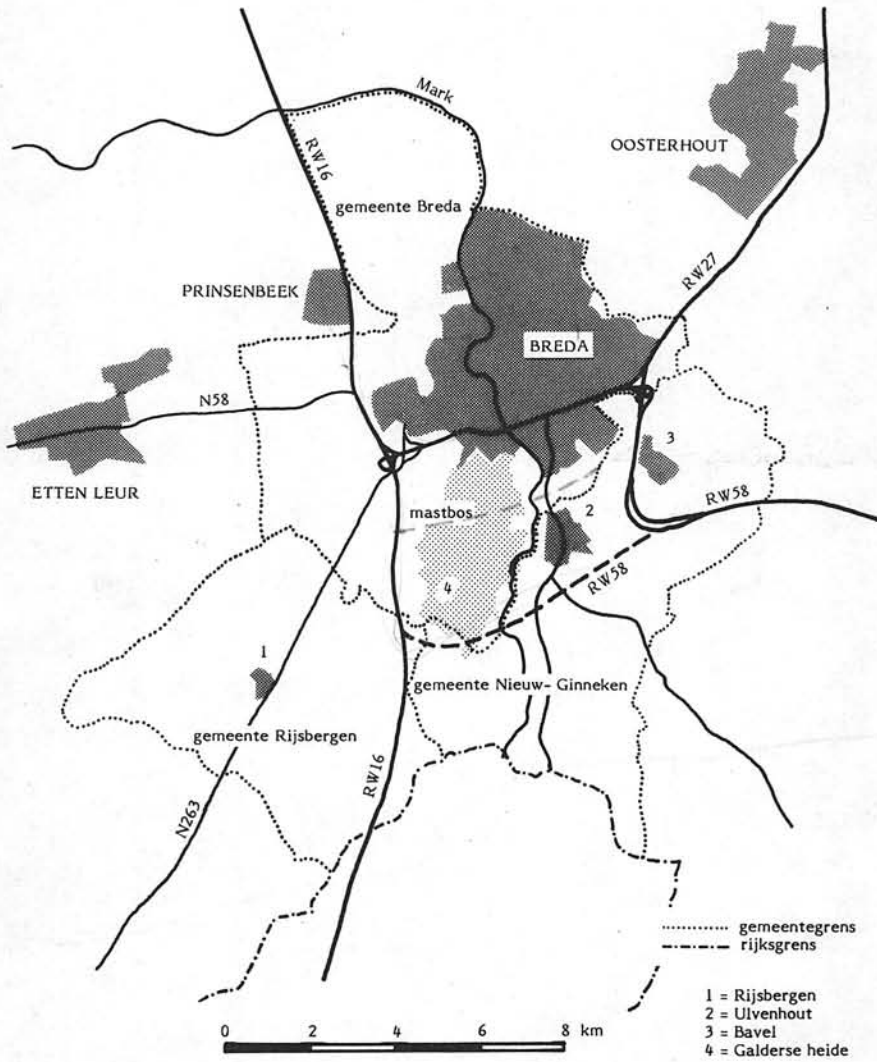 Mark
OOSTERHOUT
RW16
gemeente Breda
RW27
PRINSENBEEK
BREDA
N58
3
ETTEN LEUR
RW58
mastbos
2
4
RW58
1
gemeente Nieuw-Ginneken
gemeente Rijsbergen
RW16
N263
gemeentegrens
rijksgrens
1 = Rijsbergen
2 = Ulvenhout
3 = Bavel
4 = Galderse heide
0 2 4 6 8 km